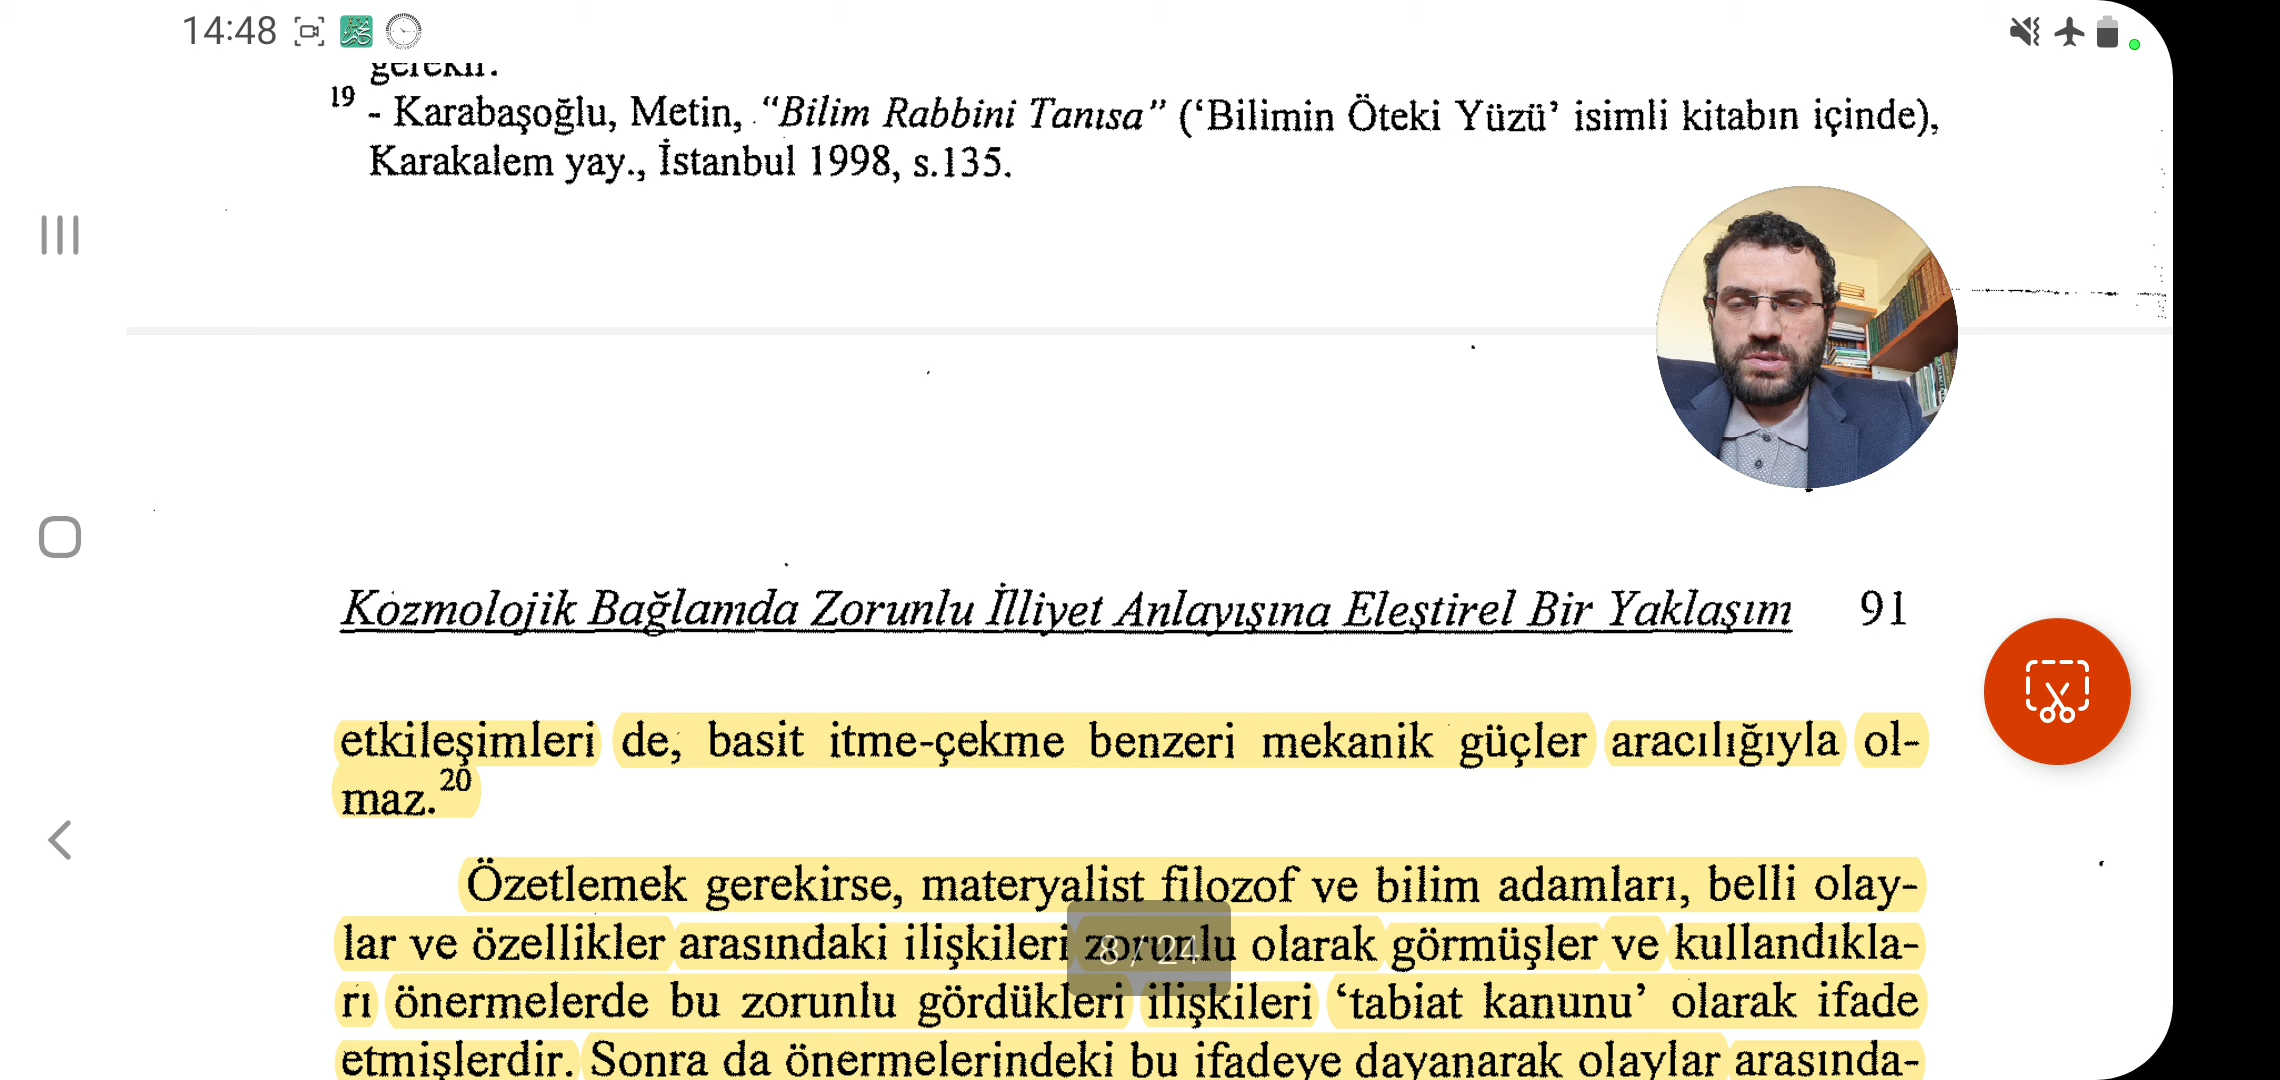 14:48
gerekir.
19 - Karabaşoğlu, Metin, “Bilim Rabbini Tanısa” (‘Bilimin Öteki Yüzü’ isimli kitabın içinde),
Karakalem yay., İstanbul 1998, s.135.
Kozmolojik Bağlamda Zorunlu İlliyet Anlayışına Eleştirel Bir Yaklaşım 91
etkileşimleri de, basit itme-çekme benzeri mekanik güçler aracılığıyla ol-
maz.20
Özetlemek gerekirse, materyalist filozof ve bilim adamları, belli olay-
lar ve özellikler arasındaki ilişkileri zorunlu olarak görmüşler ve kullandıkla-
8 / 24
rı önermelerde bu zorunlu gördükleri ilişkileri ‘tabiat kanunu’ olarak ifade
etmişlerdir. Sonra da önermelerindeki bu ifadeye dayanarak olaylar arasında-